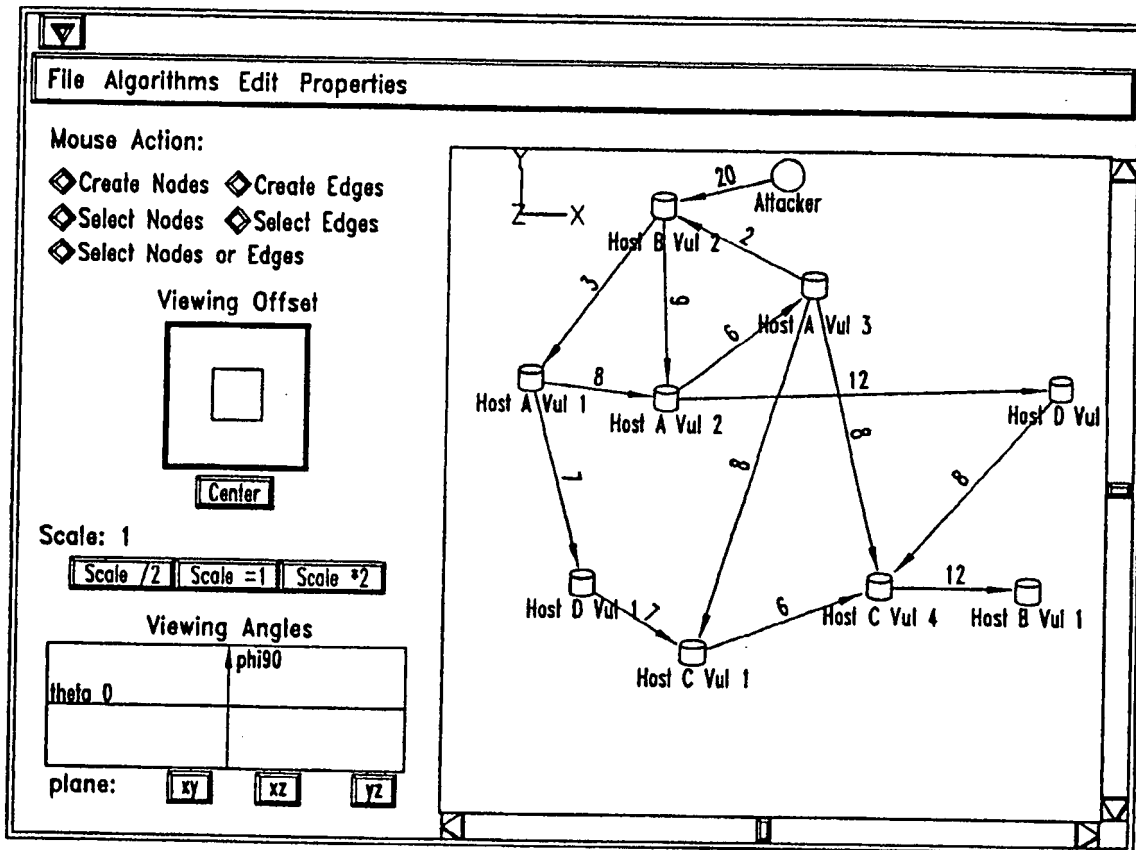 File Algorithms Edit Properties
Mouse Action:
Create Nodes Create Edges
Select Nodes Select Edges
Select Nodes or Edges
Viewing Offset
Center
Scale: 1
Scale /2 Scale =1 Scale *2
Viewing Angles
phi90
theta 0
plane: xy xz yz
Y
Z X
20
Attacker
Host B Vul 2
2
3
6
Host A Vul 3
6
8
12
Host A Vul 1
Host A Vul 2
Host D Vul
8
8
8
7
12
Host D Vul 1
7
6
Host C Vul 4
Host B Vul 1
Host C Vul 1